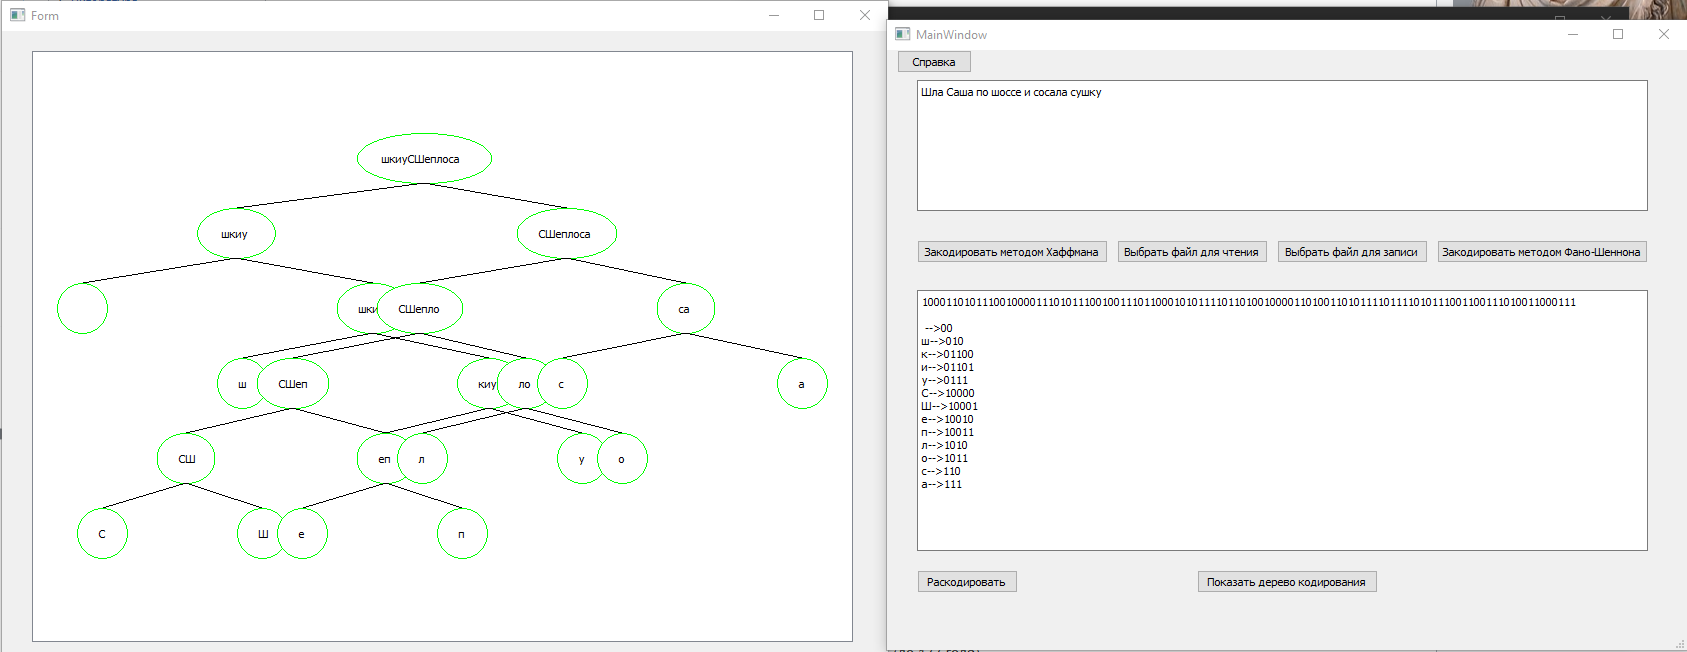 Form
шкиуСШеплоса
шкиу
СШеплоса
шки
СШепло
са
ш
СШеп
киу
ло
с
а
СШ
еп
л
у
о
С
Ш
е
п
MainWindow
Справка
Шла Саша по шоссе и сосала сушку
Закодировать методом Хаффмана
Выбрать файл для чтения
Выбрать файл для записи
Закодировать методом Фано-Шеннона
1000110101110010000111010111001001110110001010111101101001000011010011010111101111010111001100111010011000111
-->00
ш-->010
к-->01100
и-->01101
у-->0111
С-->10000
Ш-->10001
е-->10010
п-->10011
л-->1010
о-->1011
с-->110
а-->111
Раскодировать
Показать дерево кодирования